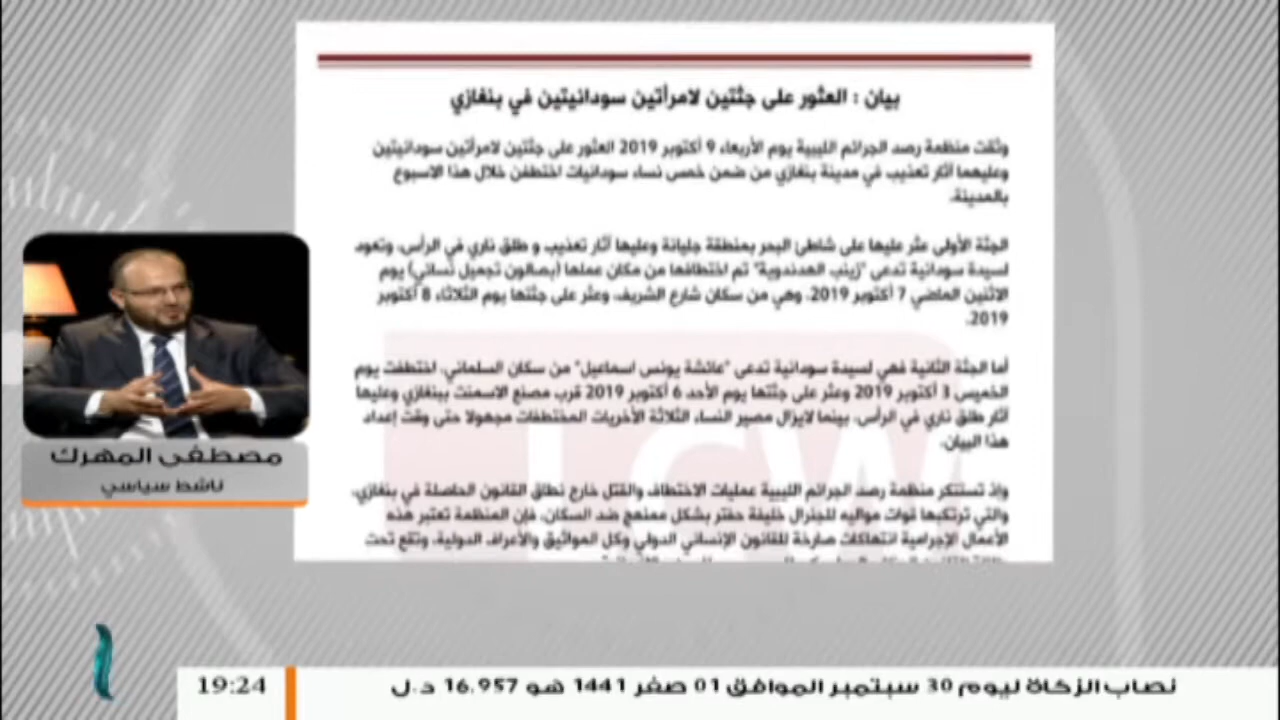 بيان : العثور على جثتين لامرأتين سودانيتين في بنغازي
وثقت منظمة رصد الجرائم الليبية يوم الأربعاء 9 أكتوبر 2019 العثور على جثتين لامرأتين سودانيتين
وعليهما آثار تعذيب في مدينة بنغازي من ضمن خمس نساء سودانيات اختطفن خلال هذا الاسبوع
بالمدينة.
الجثة الأولى عثر عليها على شاطئ البحر بمنطقة جليانة وعليها آثار تعذيب و طلق ناري في الرأس، وتعود
لسيدة سودانية تدعى "زينب الهدندوية" تم اختطافها من مكان عملها (بصالون تجميل نسائي) يوم
الاثنين الماضي 7 أكتوبر 2019، وهي من سكان شارع الشريف، وعثر على جثتها يوم الثلاثاء 8 أكتوبر
2019.
أما الجثة الثانية فهي لسيدة سودانية تدعى "عائشة يونس اسماعيل" من سكان السلماني، اختطفت يوم
الخميس 3 أكتوبر 2019 وعثر على جثتها يوم الأحد 6 أكتوبر 2019 قرب مصنع الاسمنت ببنغازي وعليها
آثار طلق ناري في الرأس، بينما لايزال مصير النساء الثلاثة الأخريات المختطفات مجهولا حتى وقت إعداد
هذا البيان.
وإذ تستنكر منظمة رصد الجرائم الليبية عمليات الاختطاف والقتل خارج نطاق القانون الحاصلة في بنغازي،
والتي ترتكبها قوات مواليه للجنرال خليفة حفتر بشكل ممنهج ضد السكان، فإن المنظمة تعتبر هذه
الأعمال الإجرامية انتهاكات صارخة للقانون الإنساني الدولي وكل المواثيق والأعراف الدولية، وتقع تحت
LCW
مصطفى المهرك
ناشط سياسي
نصاب الزكاة ليوم 30 سبتمبر الموافق 01 صفر 1441 هو 16.957 د.ل
19:24